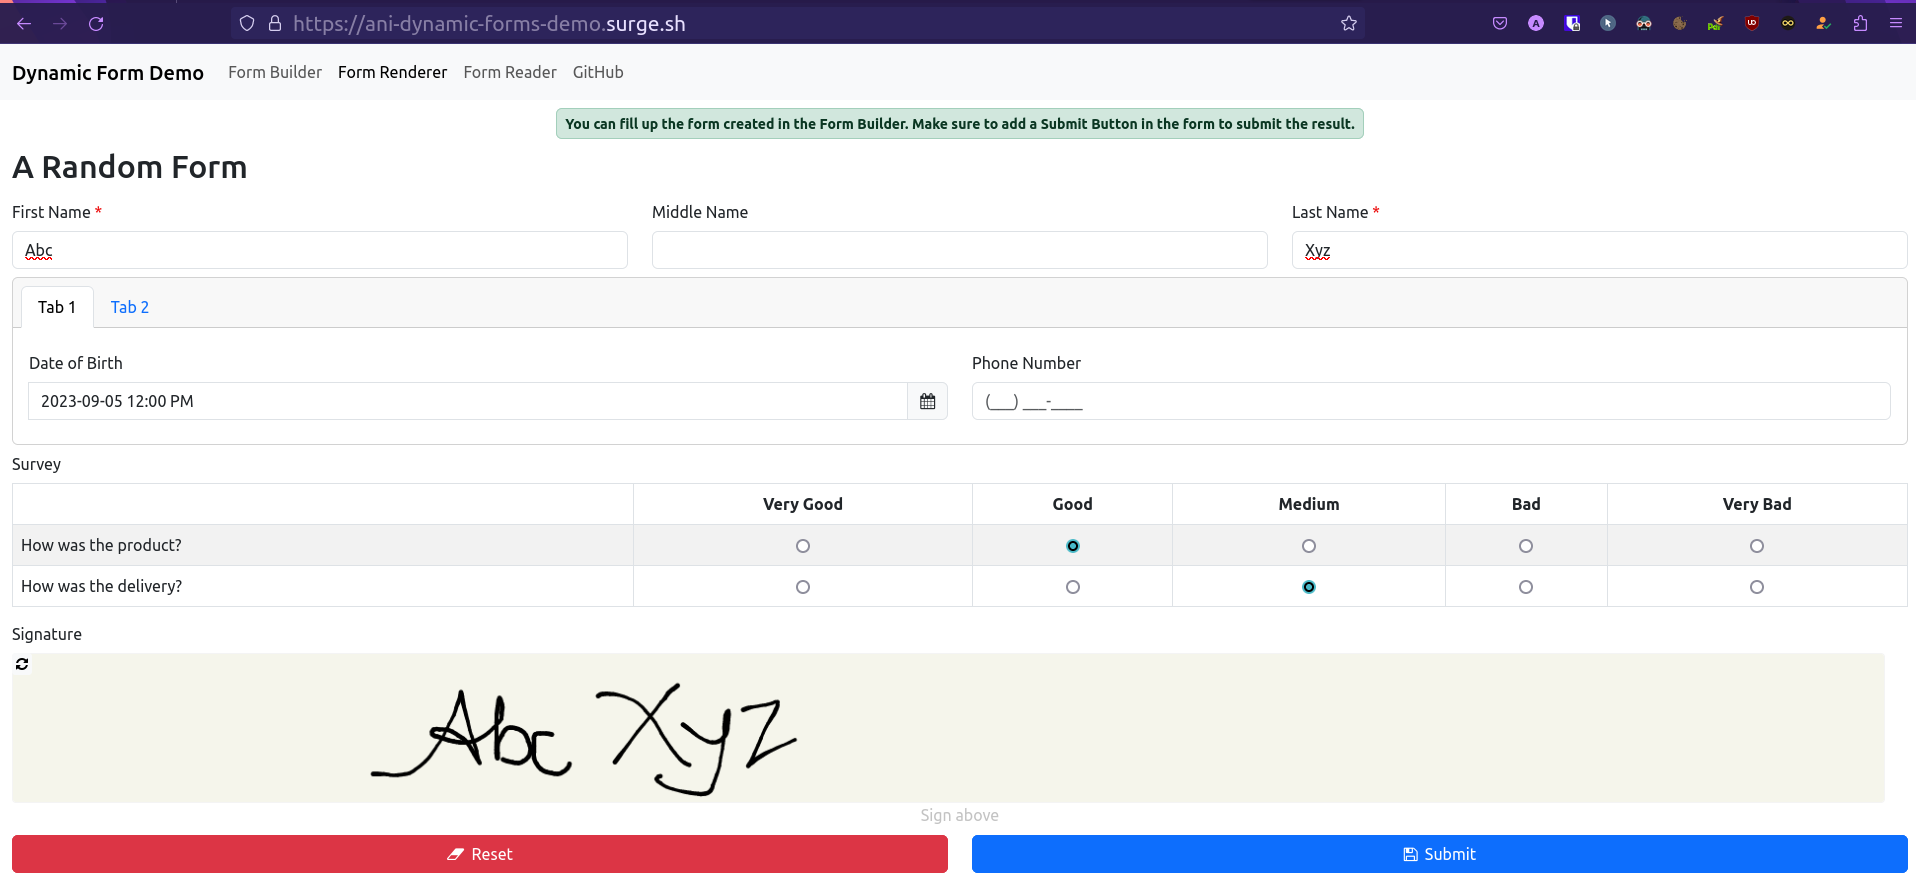 https://ani-dynamic-forms-demo.surge.sh
Dynamic Form Demo Form Builder Form Renderer Form Reader GitHub
You can fill up the form created in the Form Builder. Make sure to add a Submit Button in the form to submit the result.
A Random Form
First Name * Middle Name Last Name *
Abc Xyz
Tab 1 Tab 2
Date of Birth Phone Number
2023-09-05 12:00 PM (___) ___-____
Survey
Very Good Good Medium Bad Very Bad
How was the product?
How was the delivery?
Signature
Abc Xyz
Sign above
Reset Submit